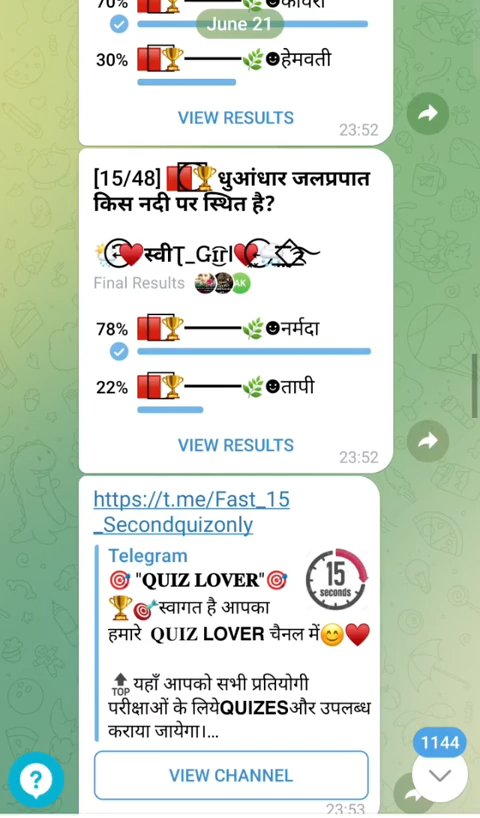 70%
June 21
30% हेमवती
VIEW RESULTS
23:52
[15/48] धुआंधार जलप्रपात
किस नदी पर स्थित है?
Final Results AK
78% नर्मदा
22% तापी
VIEW RESULTS
23:52
https://t.me/Fast_15
_Secondquizonly
Telegram
"QUIZ LOVER"
15
seconds
स्वागत है आपका
हमारे QUIZ LOVER चैनल में
TOP यहाँ आपको सभी प्रतियोगी
परीक्षाओं के लियेQUIZESऔर उपलब्ध
कराया जायेगा।...
1144
VIEW CHANNEL
23:53